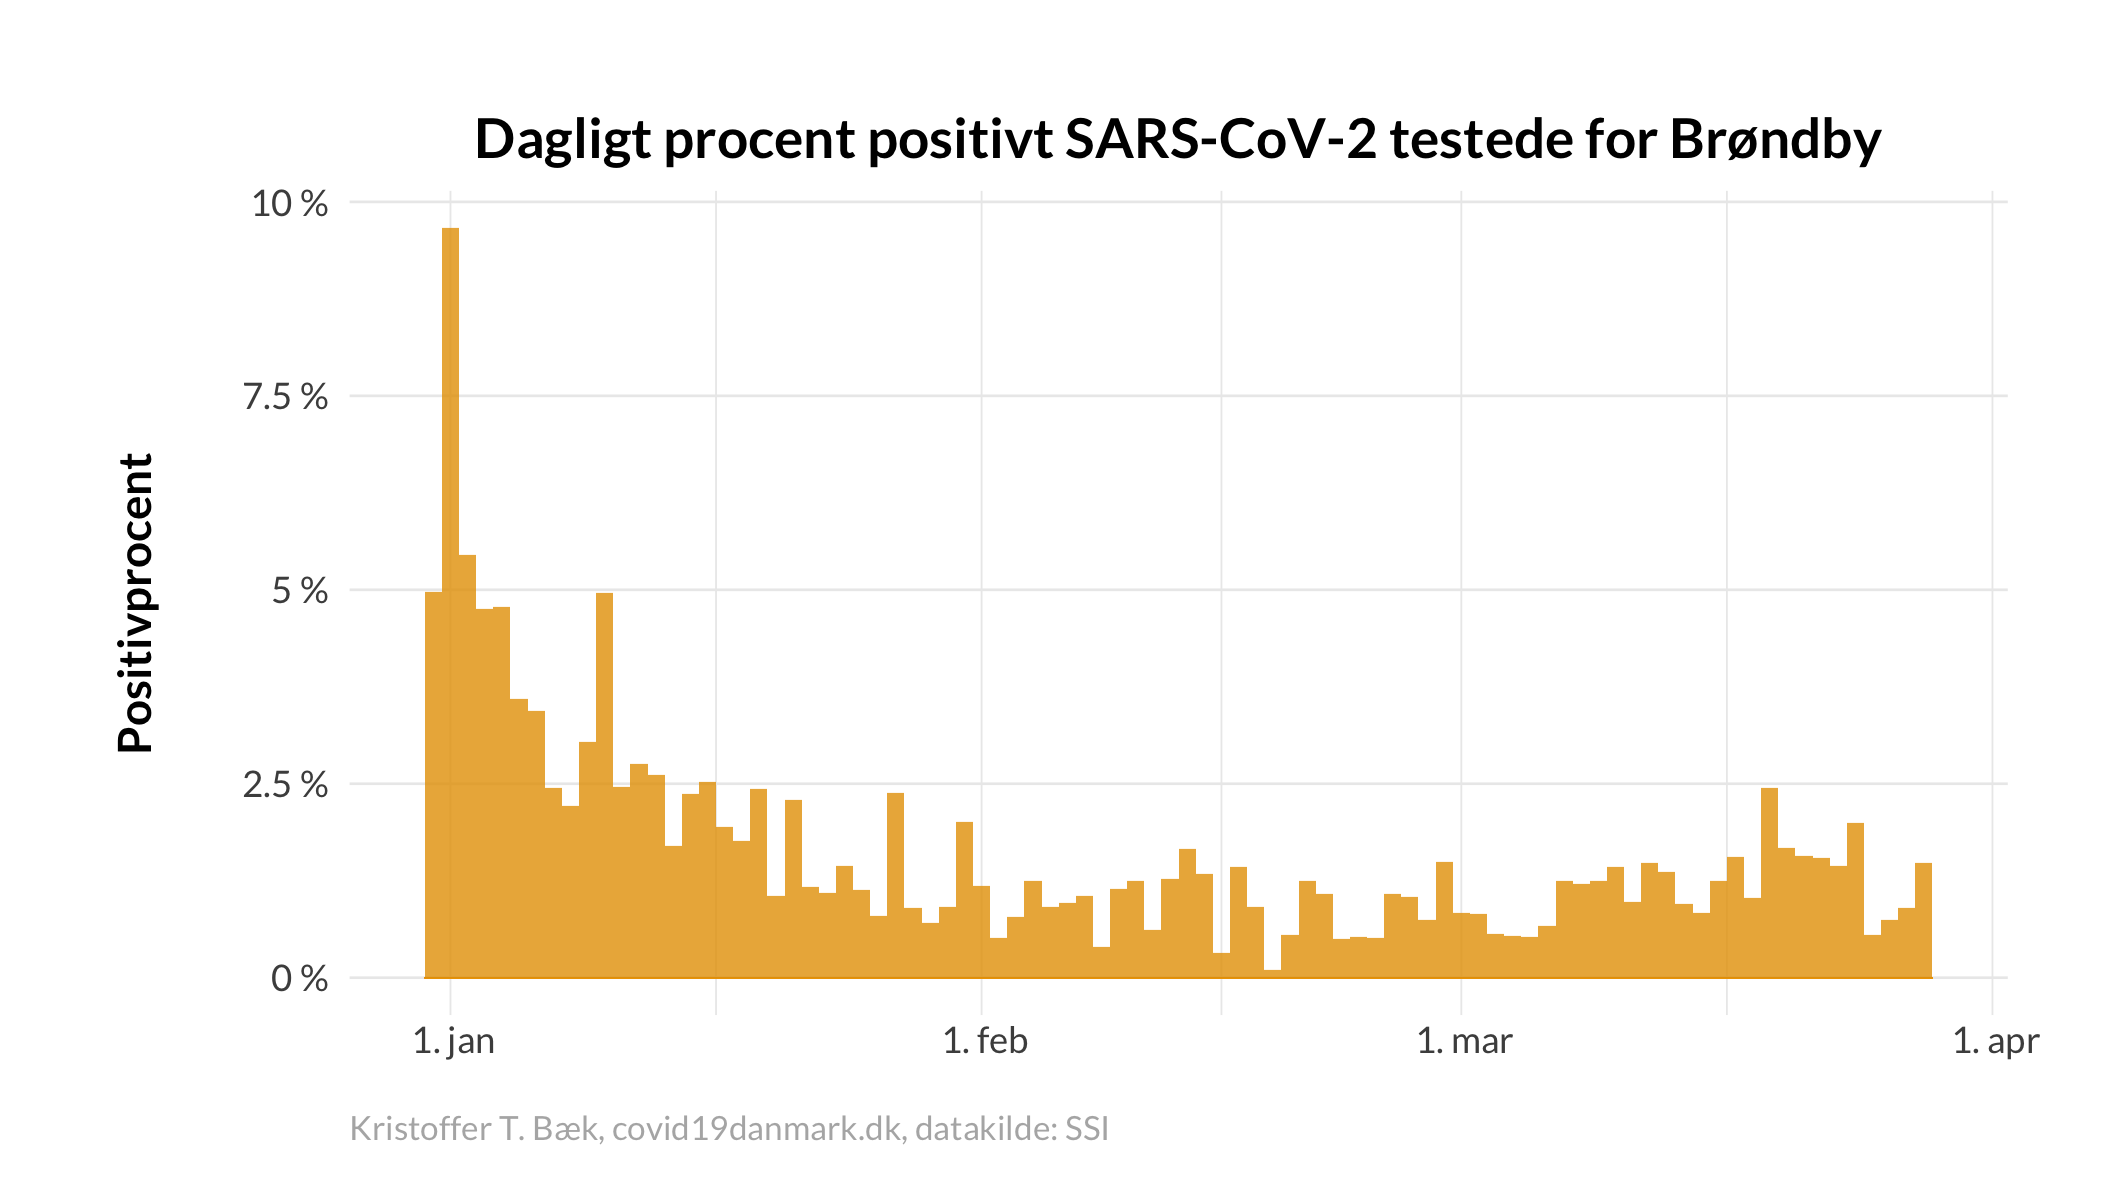 Dagligt procent positivt SARS-CoV-2 testede for Brøndby
Positivprocent
10 %
7.5 %
5 %
2.5 %
0 %
1. jan
1. feb
1. mar
1. apr
Kristoffer T. Bæk, covid19danmark.dk, datakilde: SSI